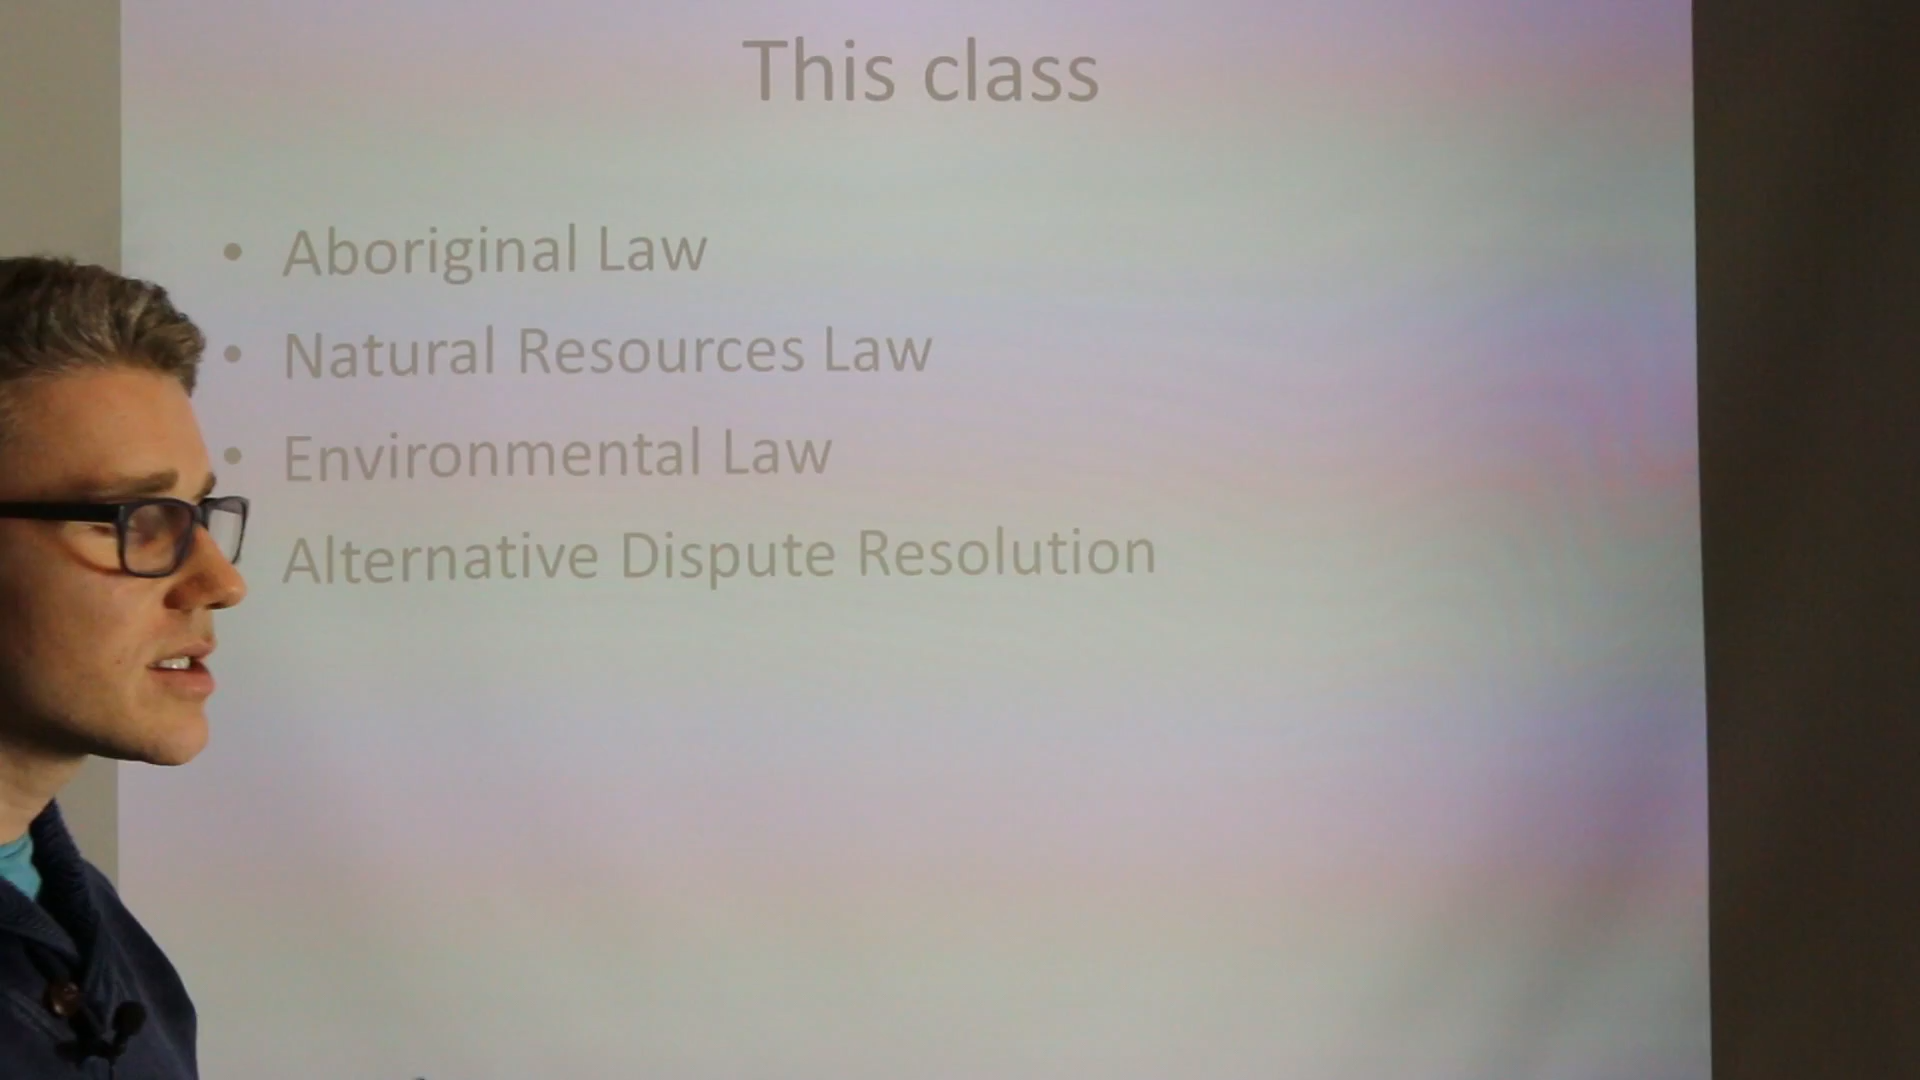 This class
• Aboriginal Law
• Natural Resources Law
• Environmental Law
Alternative Dispute Resolution